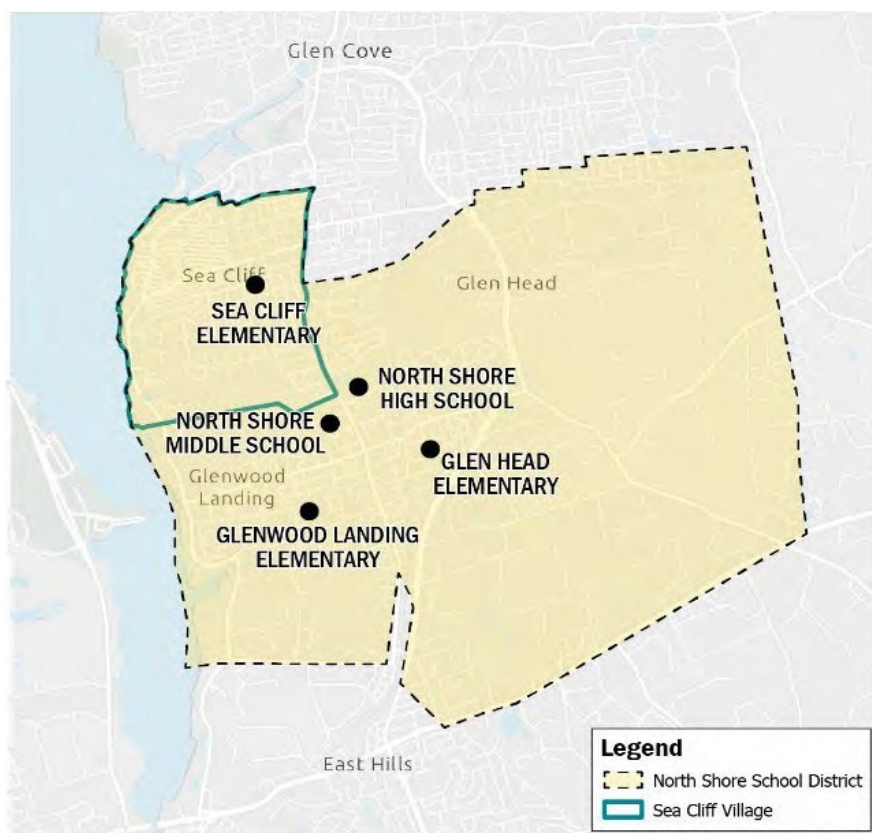 Glen Cove
Sea Cliff
Glen Head
SEA CLIFF
ELEMENTARY
NORTH SHORE
HIGH SCHOOL
NORTH SHORE
MIDDLE SCHOOL
GLEN HEAD
ELEMENTARY
Glenwood
Landing
GLENWOOD LANDING
ELEMENTARY
East Hills
Legend
North Shore School District
Sea Cliff Village